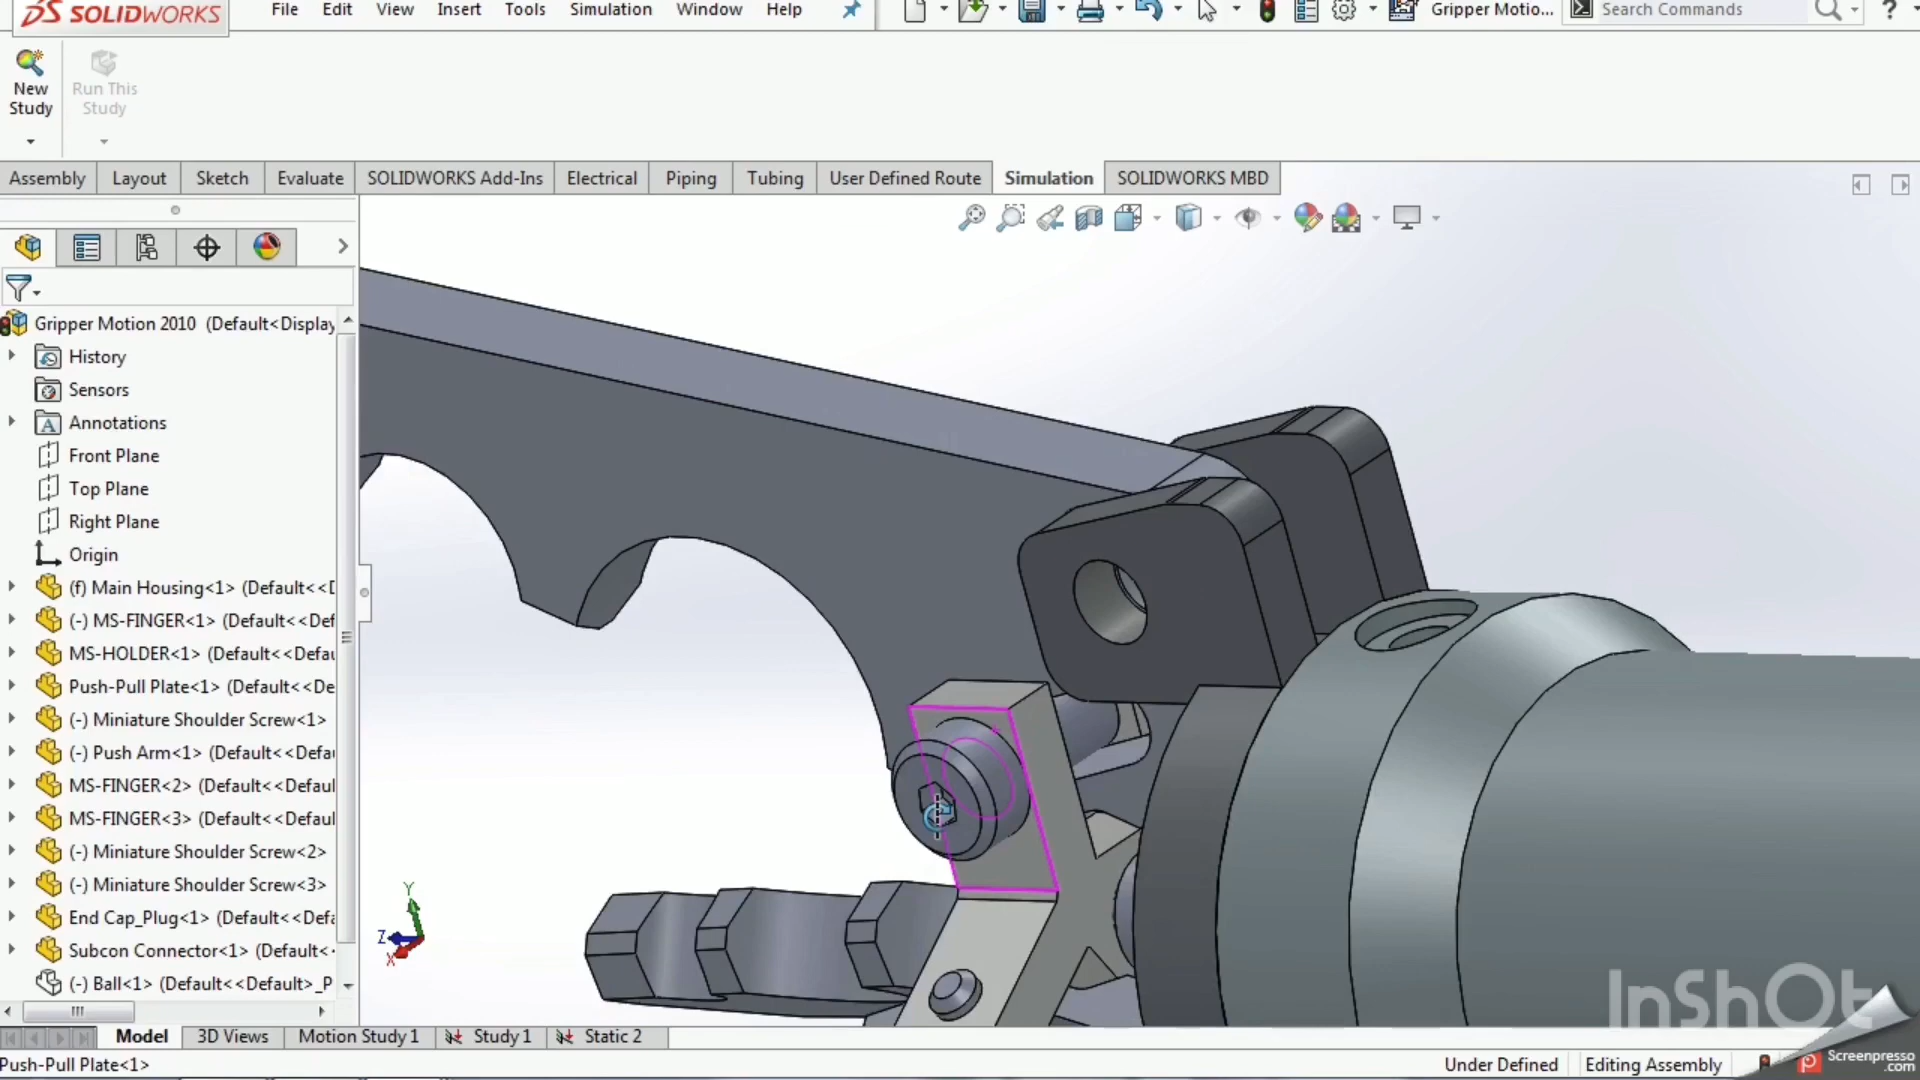 SOLIDWORKS
File Edit View Insert Tools Simulation Window Help
Gripper Motio...
Search Commands
?
New Study
Run This Study
Assembly Layout Sketch Evaluate SOLIDWORKS Add-Ins Electrical Piping Tubing User Defined Route Simulation SOLIDWORKS MBD
Gripper Motion 2010 (Default<Display
History
Sensors
Annotations
Front Plane
Top Plane
Right Plane
Origin
(f) Main Housing<1> (Default<<D
(-) MS-FINGER<1> (Default<<Def
MS-HOLDER<1> (Default<<Defau
Push-Pull Plate<1> (Default<<De
(-) Miniature Shoulder Screw<1>
(-) Push Arm<1> (Default<<Defau
MS-FINGER<2> (Default<<Defaul
MS-FINGER<3> (Default<<Defaul
(-) Miniature Shoulder Screw<2>
(-) Miniature Shoulder Screw<3>
End Cap_Plug<1> (Default<<Defa
Subcon Connector<1> (Default<
(-) Ball<1> (Default<<Default>_P
Y
Z
X
InShOt
Model 3D Views Motion Study 1 Study 1 Static 2
Push-Pull Plate<1>
Under Defined
Editing Assembly
Screenpresso
.com